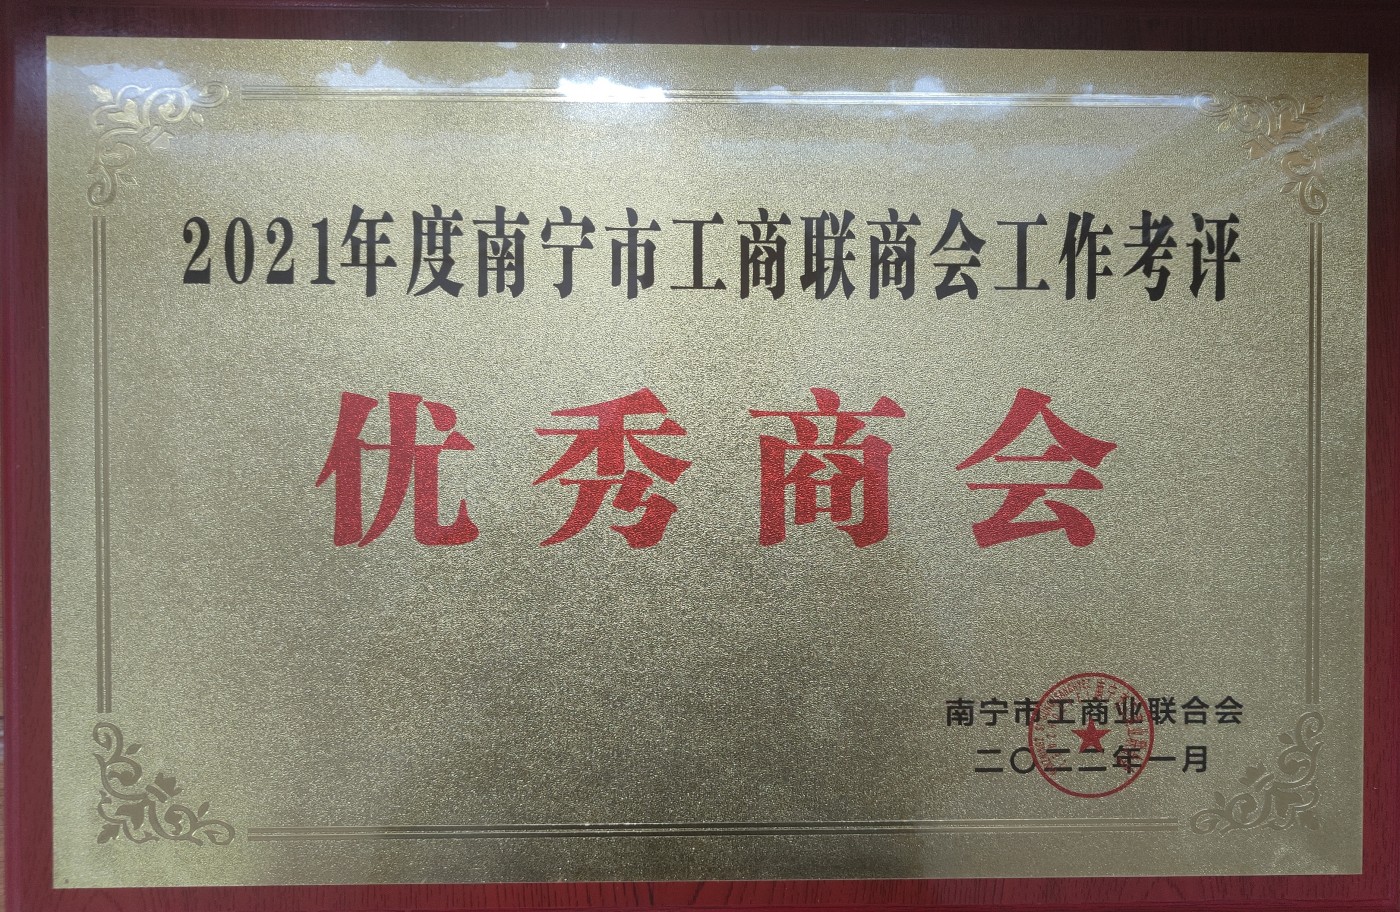 2021年度南宁市工商联商会工作考评
优秀商会
南宁市工商业联合会
二〇二二年一月